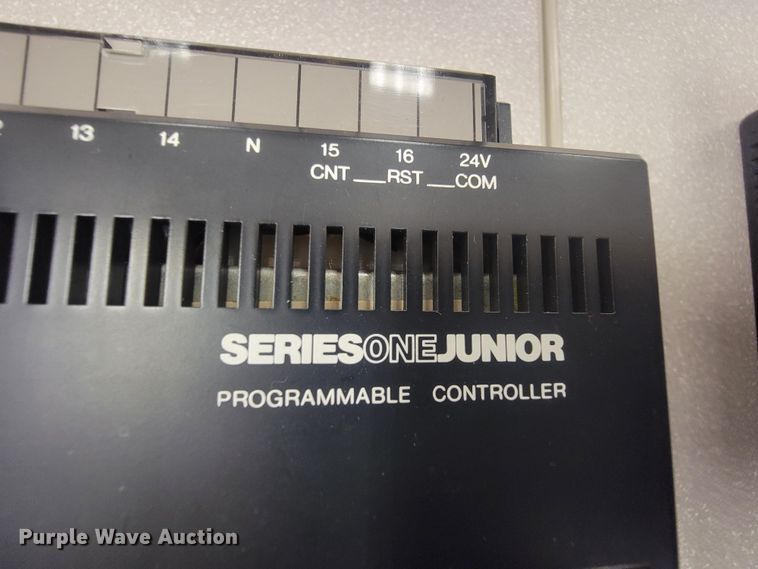 13 14 N 15 16 24V
CNT RST COM
SERIESONEJUNIOR
PROGRAMMABLE CONTROLLER
Purple Wave Auction